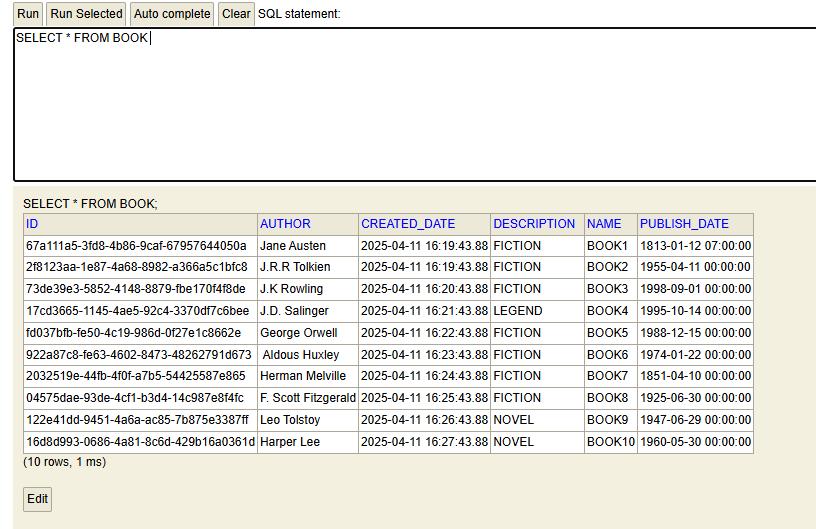 Run Run Selected Auto complete Clear SQL statement:
SELECT * FROM BOOK
SELECT * FROM BOOK;
ID AUTHOR CREATED_DATE DESCRIPTION NAME PUBLISH_DATE
67a111a5-3fd8-4b86-9caf-67957644050a Jane Austen 2025-04-11 16:19:43.88 FICTION BOOK1 1813-01-12 07:00:00
2f8123aa-1e87-4a68-8982-a366a5c1bfc8 J.R.R Tolkien 2025-04-11 16:19:43.88 FICTION BOOK2 1955-04-11 00:00:00
73de39e3-5852-4148-8879-fbe170f4f8de J.K Rowling 2025-04-11 16:20:43.88 FICTION BOOK3 1998-09-01 00:00:00
17cd3665-1145-4ae5-92c4-3370df7c6bee J.D. Salinger 2025-04-11 16:21:43.88 LEGEND BOOK4 1995-10-14 00:00:00
fd037bfb-fe50-4c19-986d-0f27e1c8662e George Orwell 2025-04-11 16:22:43.88 FICTION BOOK5 1988-12-15 00:00:00
922a87c8-fe63-4602-8473-48262791d673 Aldous Huxley 2025-04-11 16:23:43.88 FICTION BOOK6 1974-01-22 00:00:00
2032519e-44fb-4f0f-a7b5-54425587e865 Herman Melville 2025-04-11 16:24:43.88 FICTION BOOK7 1851-04-10 00:00:00
04575dae-93de-4cf1-b3d4-14c987e8f4fc F. Scott Fitzgerald 2025-04-11 16:25:43.88 FICTION BOOK8 1925-06-30 00:00:00
122e41dd-9451-4a6a-ac85-7b875e3387ff Leo Tolstoy 2025-04-11 16:26:43.88 NOVEL BOOK9 1947-06-29 00:00:00
16d8d993-0686-4a81-8c6d-429b16a0361d Harper Lee 2025-04-11 16:27:43.88 NOVEL BOOK10 1960-05-30 00:00:00
(10 rows, 1 ms)
Edit